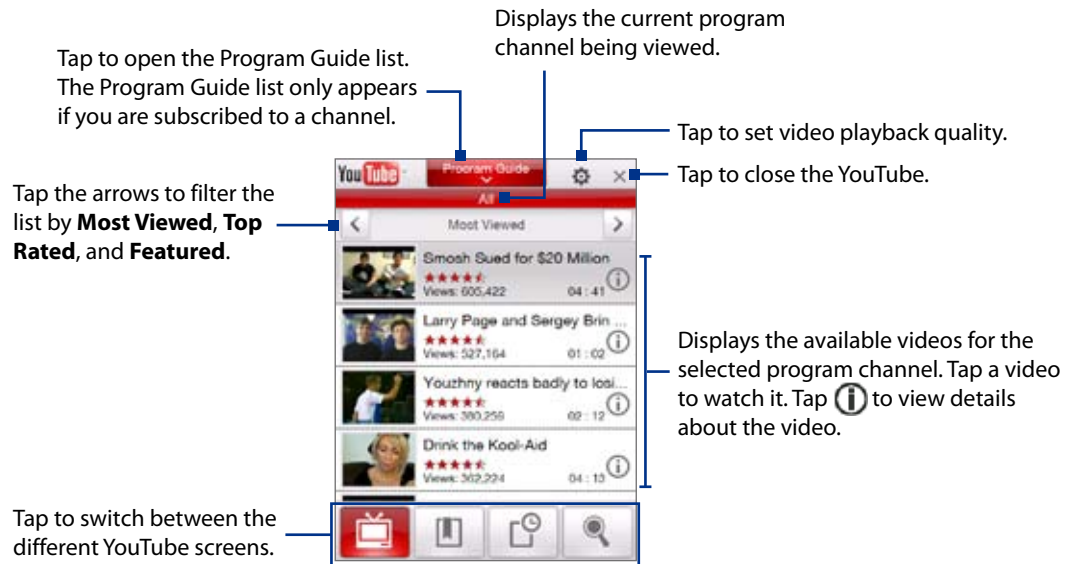 Displays the current program
channel being viewed.
Tap to open the Program Guide list.
The Program Guide list only appears
if you are subscribed to a channel.
Tap to set video playback quality.
Tap to close the YouTube.
Tap the arrows to filter the
list by Most Viewed, Top
Rated, and Featured.
YouTube
Program Guide
All
Most Viewed
Smosh Sued for $20 Million
Views: 605,422 04:41
Larry Page and Sergey Brin ...
Views: 527,164 01:02
Youzhny reacts badly to losi...
Views: 380,256 02:12
Drink the Kool-Aid
Views: 362,224 04:13
Displays the available videos for the
selected program channel. Tap a video
to watch it. Tap i to view details
about the video.
Tap to switch between the
different YouTube screens.